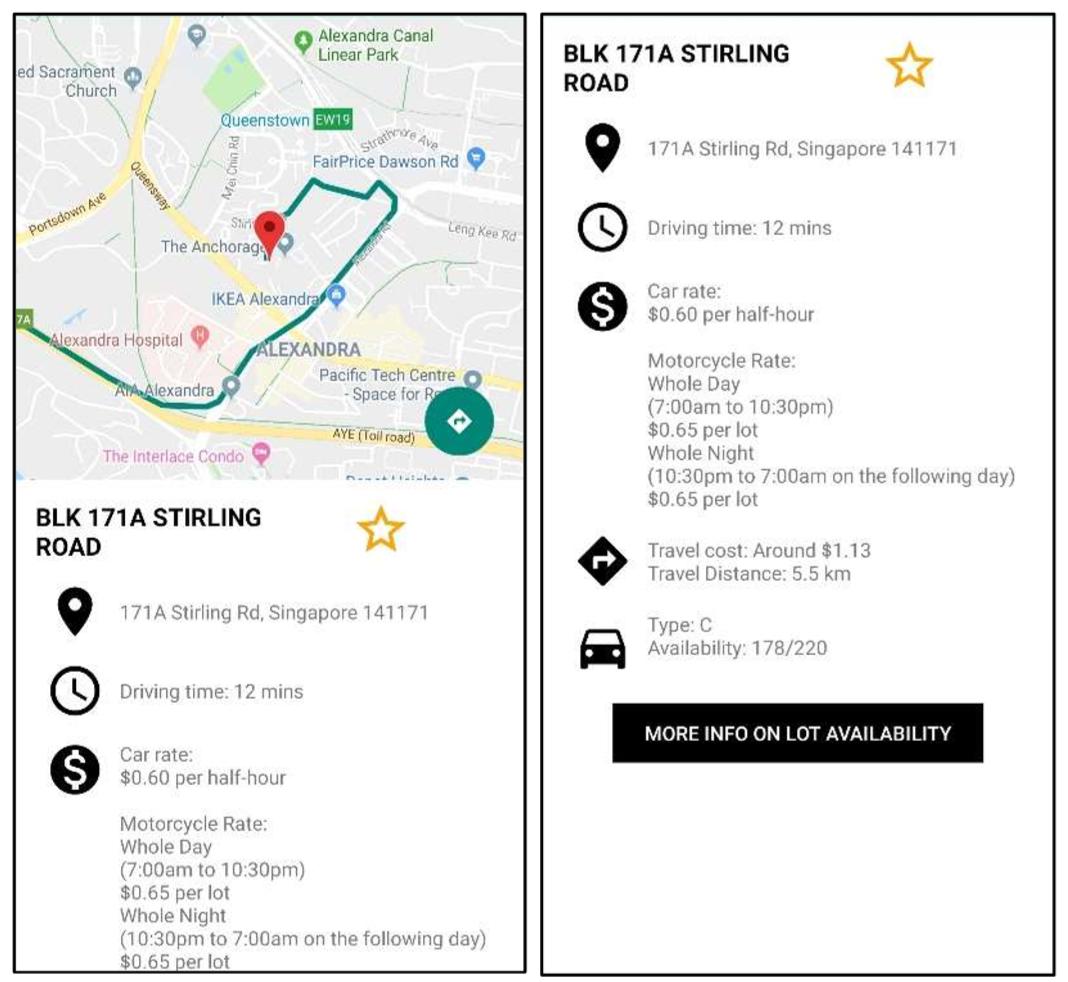 Alexandra Canal
Linear Park
ed Sacrament
Church
Queenstown EW19
Strathmore Ave
FairPrice Dawson Rd
Mei Chin Rd
Queensway
Portsdown Ave
Stirl
Leng Kee Rd
The Anchorage
Alexandra Rd
IKEA Alexandra
7A
Alexandra Hospital
H
ALEXANDRA
Pacific Tech Centre
- Space for R
AIA Alexandra
AYE (Toll road)
The Interlace Condo
Depot Heights
BLK 171A STIRLING
ROAD
171A Stirling Rd, Singapore 141171
Driving time: 12 mins
$
Car rate:
$0.60 per half-hour
Motorcycle Rate:
Whole Day
(7:00am to 10:30pm)
$0.65 per lot
Whole Night
(10:30pm to 7:00am on the following day)
$0.65 per lot
BLK 171A STIRLING
ROAD
171A Stirling Rd, Singapore 141171
Driving time: 12 mins
$
Car rate:
$0.60 per half-hour
Motorcycle Rate:
Whole Day
(7:00am to 10:30pm)
$0.65 per lot
Whole Night
(10:30pm to 7:00am on the following day)
$0.65 per lot
Travel cost: Around $1.13
Travel Distance: 5.5 km
Type: C
Availability: 178/220
MORE INFO ON LOT AVAILABILITY